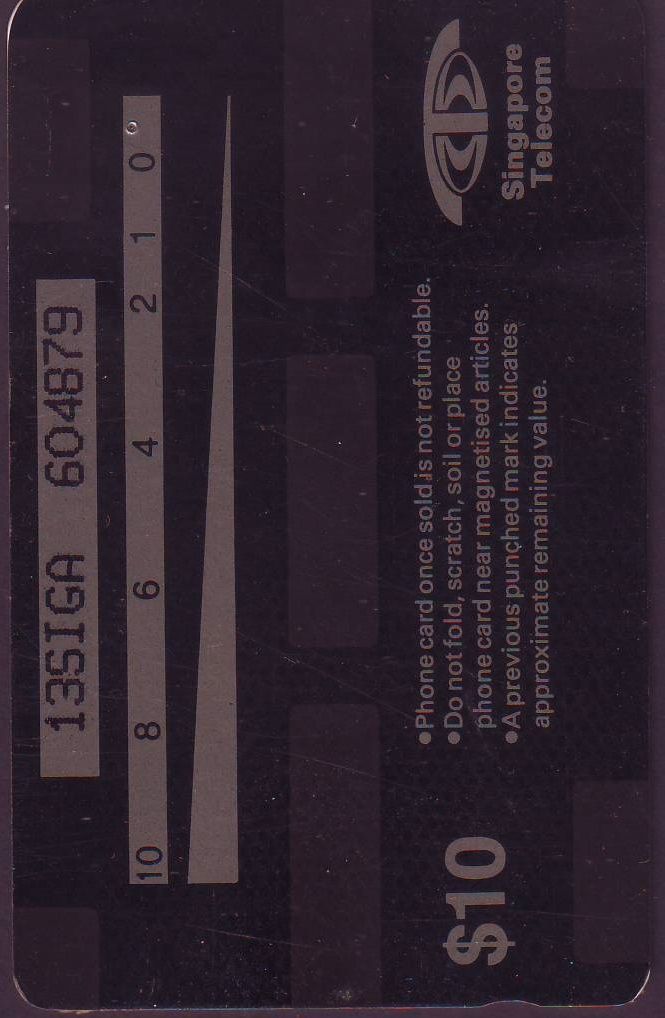 13SIGA 604879
10 8 6 4 2 1 0
$10
•Phone card once sold is not refundable.
•Do not fold, scratch, soil or place
phone card near magnetised articles.
•A previous punched mark indicates
approximate remaining value.
Singapore
Telecom